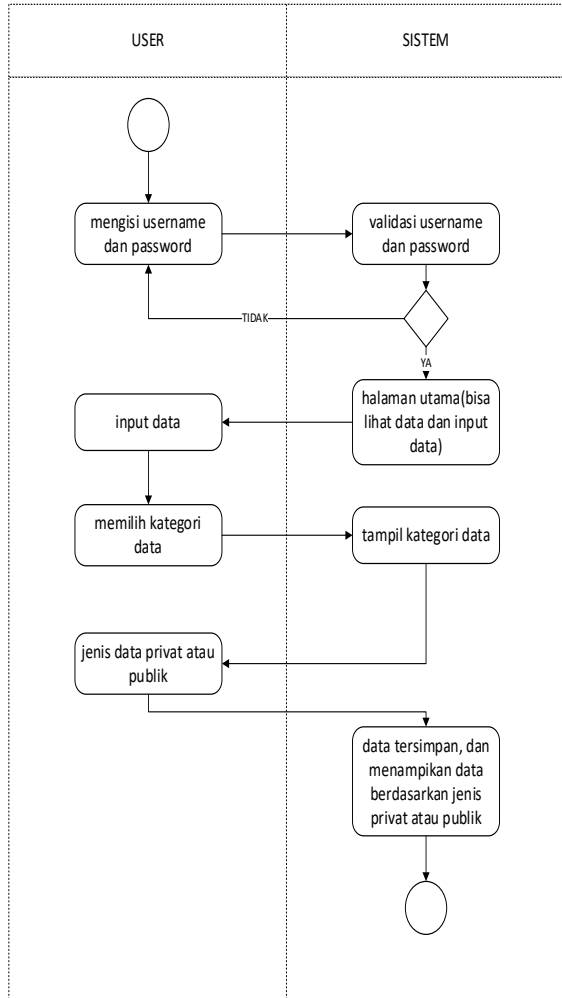 USER
SISTEM
mengisi username
dan password
validasi username
dan password
TIDAK
YA
halaman utama(bisa
lihat data dan input
data)
input data
memilih kategori
data
tampil kategori data
jenis data privat atau
publik
data tersimpan, dan
menampikan data
berdasarkan jenis
privat atau publik